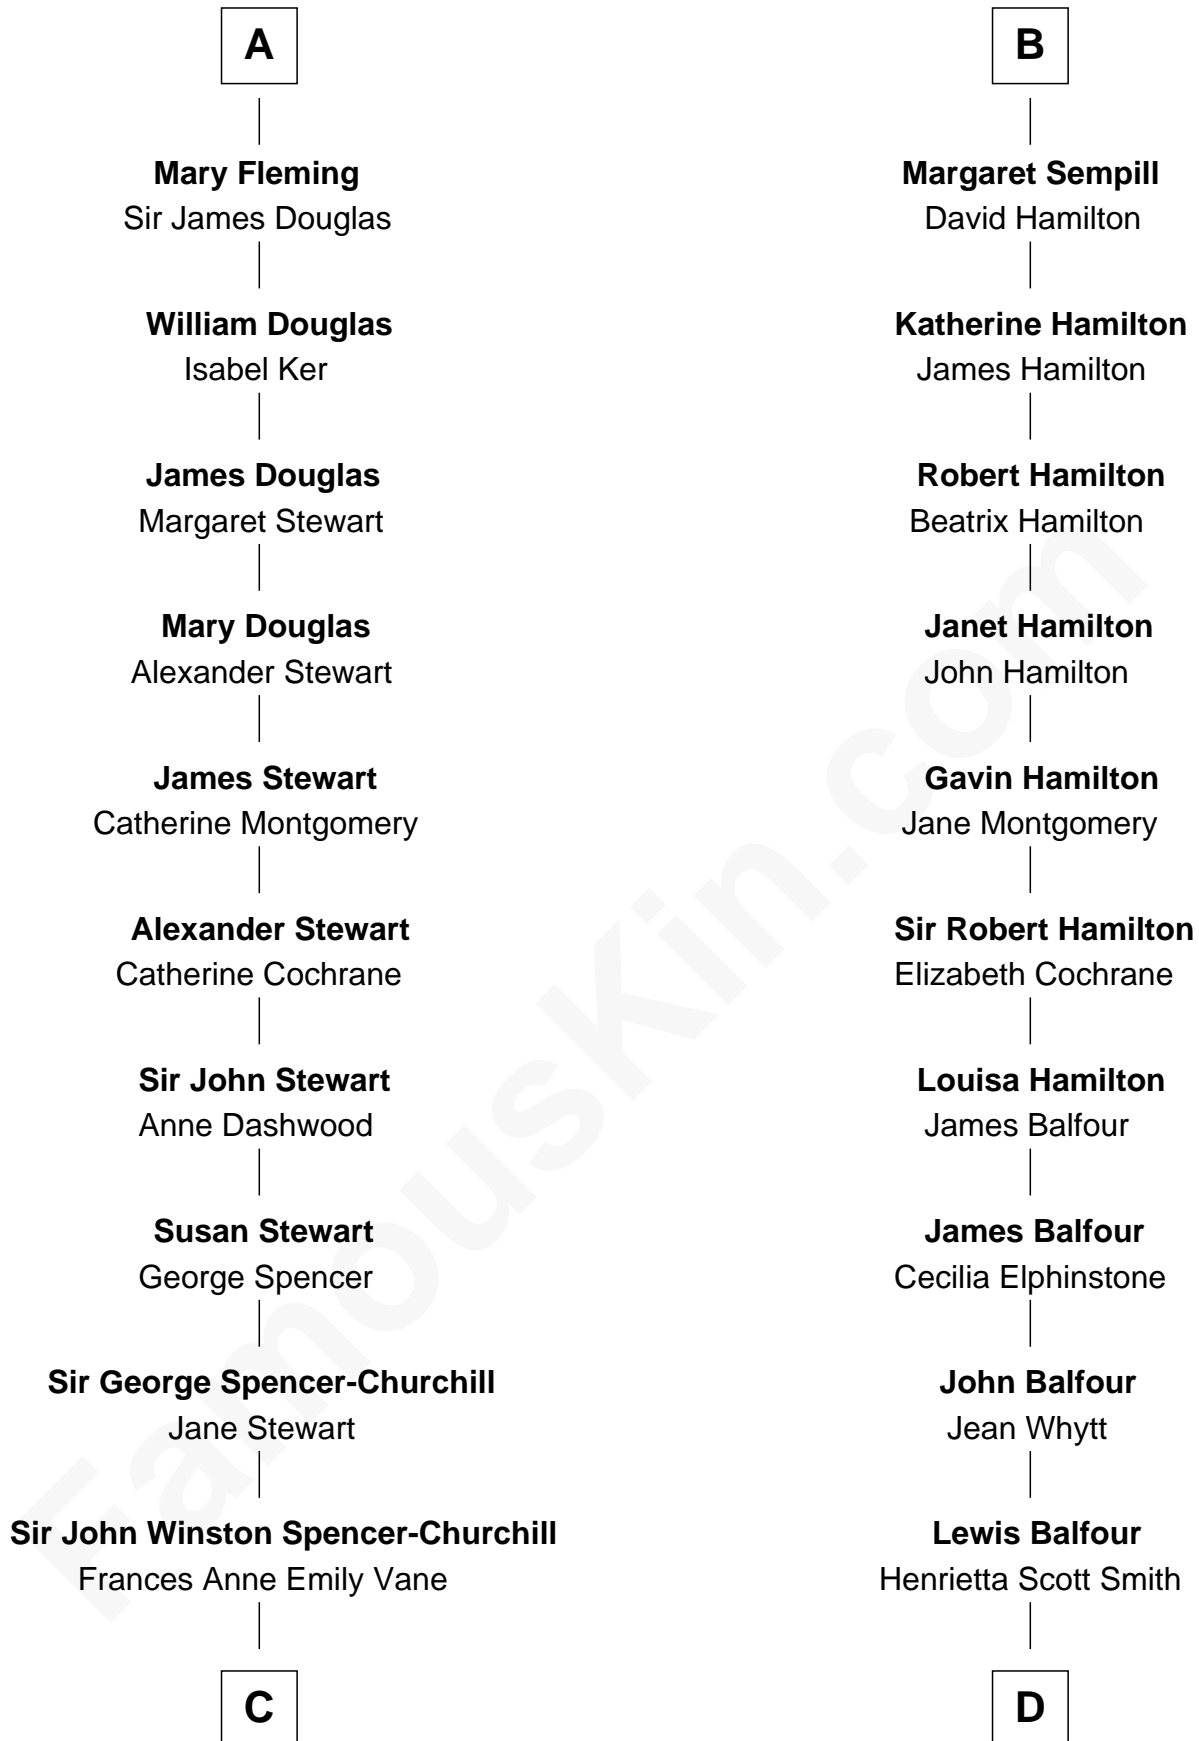 A
Mary Fleming
Sir James Douglas
William Douglas
Isabel Ker
James Douglas
Margaret Stewart
Mary Douglas
Alexander Stewart
James Stewart
Catherine Montgomery
Alexander Stewart
Catherine Cochrane
Sir John Stewart
Anne Dashwood
Susan Stewart
George Spencer
Sir George Spencer-Churchill
Jane Stewart
Sir John Winston Spencer-Churchill
Frances Anne Emily Vane
C
B
Margaret Sempill
David Hamilton
Katherine Hamilton
James Hamilton
Robert Hamilton
Beatrix Hamilton
Janet Hamilton
John Hamilton
Gavin Hamilton
Jane Montgomery
Sir Robert Hamilton
Elizabeth Cochrane
Louisa Hamilton
James Balfour
James Balfour
Cecilia Elphinstone
John Balfour
Jean Whytt
Lewis Balfour
Henrietta Scott Smith
D
FamousKin.com